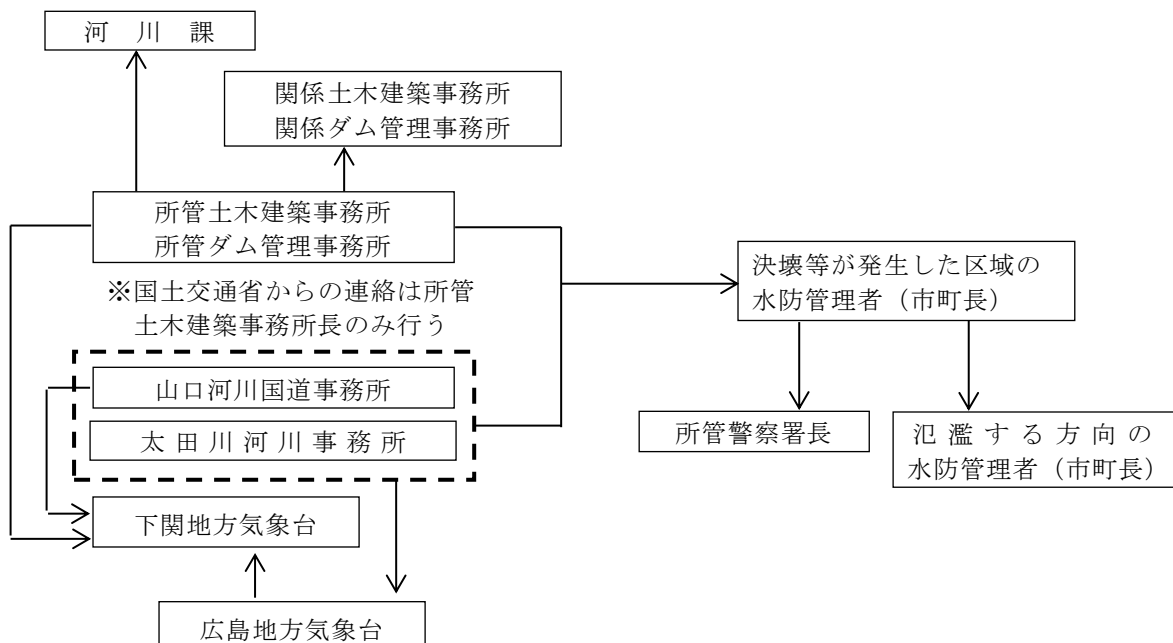 河　川　課
関係土木建築事務所
関係ダム管理事務所
所管土木建築事務所
所管ダム管理事務所
※国土交通省からの連絡は所管
土木建築事務所長のみ行う
決壊等が発生した区域の
水防管理者（市町長）
山口河川国道事務所
太田川河川事務所
所管警察署長
氾濫する方向の
水防管理者（市町長）
下関地方気象台
広島地方気象台